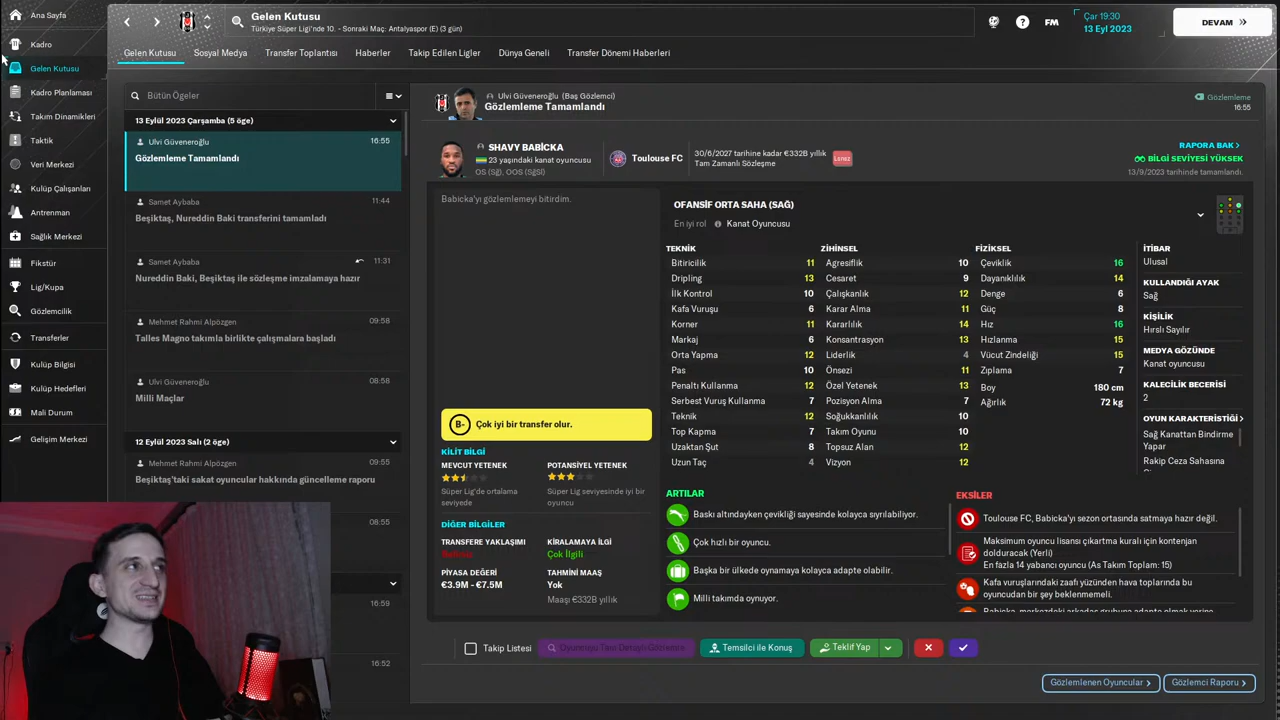 Ana Sayfa
Kadro
Gelen Kutusu
Kadro Planlaması
Takım Dinamikleri
Taktik
Veri Merkezi
Kulüp Çalışanları
Antrenman
Sağlık Merkezi
Fikstür
Lig/Kupa
Gözlemcilik
Transferler
Kulüp Bilgisi
Kulüp Hedefleri
Mali Durum
Gelişim Merkezi
Gelen Kutusu
Türkiye Süper Ligi'nde 10. - Sonraki Maç: Antalyaspor (E) (3 gün)
FM
Çar 19:30
13 Eyl 2023
DEVAM
Gelen Kutusu
Sosyal Medya
Transfer Toplantısı
Haberler
Takip Edilen Ligler
Dünya Geneli
Transfer Dönemi Haberleri
Bütün Ögeler
13 Eylül 2023 Çarşamba (5 öge)
Ulvi Güveneroğlu 16:55
Gözlemleme Tamamlandı
Samet Aybaba 11:44
Beşiktaş, Nureddin Baki transferini tamamladı
Samet Aybaba 11:31
Nureddin Baki, Beşiktaş ile sözleşme imzalamaya hazır
Mehmet Rahmi Alpözgen 09:58
Talles Magno takımla birlikte çalışmalara başladı
Ulvi Güveneroğlu 08:58
Milli Maçlar
12 Eylül 2023 Salı (2 öge)
Mehmet Rahmi Alpözgen 09:55
Beşiktaş'taki sakat oyuncular hakkında güncelleme raporu
08:55
16:59
16:52
Ulvi Güveneroğlu (Baş Gözlemci)
Gözlemleme Tamamlandı
Gözlemleme
16:55
SHAVY BABİCKA
23 yaşındaki kanat oyuncusu
OS (Sğ), OOS (SğSl)
Toulouse FC
30/6/2027 tarihine kadar €332B yıllık
Tam Zamanlı Sözleşme
RAPORA BAK
BİLGİ SEVİYESİ YÜKSEK
13/9/2023 tarihinde tamamlandı.
Babicka'yı gözlemlemeyi bitirdim.
B- Çok iyi bir transfer olur.
KİLİT BİLGİ
MEVCUT YETENEK
POTANSİYEL YETENEK
Süper Lig'de ortalama seviyede
Süper Lig seviyesinde iyi bir oyuncu
DİĞER BİLGİLER
TRANSFERE YAKLAŞIMI
KİRALAMAYA İLGİ
Çok İlgili
PİYASA DEĞERİ
TAHMİNİ MAAŞ
€3.9M - €7.5M
Yok
Maaşı €332B yıllık
OFANSİF ORTA SAHA (SAĞ)
En iyi rol Kanat Oyuncusu
TEKNİK
Bitiricilik 11
Dripling 13
İlk Kontrol 10
Kafa Vuruşu 6
Korner 11
Markaj 6
Orta Yapma 12
Pas 10
Penaltı Kullanma 12
Serbest Vuruş Kullanma 7
Teknik 12
Top Kapma 7
Uzaktan Şut 8
Uzun Taç 4
ZİHİNSEL
Agresiflik 10
Cesaret 9
Çalışkanlık 12
Karar Alma 11
Kararlılık 14
Konsantrasyon 13
Liderlik 4
Önsezi 11
Özel Yetenek 13
Pozisyon Alma 7
Soğukkanlılık 10
Takım Oyunu 10
Topsuz Alan 12
Vizyon 12
FİZİKSEL
Çeviklik 16
Dayanıklılık 14
Denge 6
Güç 8
Hız 16
Hızlanma 15
Vücut Zindeliği 15
Zıplama 7
Boy 180 cm
Ağırlık 72 kg
İTİBAR
Ulusal
KULLANDIĞI AYAK
Sağ
KİŞİLİK
Hırslı Sayılır
MEDYA GÖZÜNDE
Kanat oyuncusu
KALECİLİK BECERİSİ
2
OYUN KARAKTERİSTİĞİ
Sağ Kanattan Bindirme
Yapar
Rakip Ceza Sahasına
ARTILAR
Baskı altındayken çevikliği sayesinde kolayca sıyrılabiliyor.
Çok hızlı bir oyuncu.
Başka bir ülkede oynamaya kolayca adapte olabilir.
Milli takımda oynuyor.
EKSİLER
Toulouse FC, Babicka'yı sezon ortasında satmaya hazır değil.
Maksimum oyuncu lisansı çıkartma kuralı için kontenjan
dolduracak (Yerli)
En fazla 14 yabancı oyuncu (As Takım Toplam: 15)
Kafa vuruşlarındaki zaafı yüzünden hava toplarında bu
oyuncudan bir şey beklenmemeli.
Babicka, merkezdeki arkadaş grubuna adapte olmak yerine
Takip Listesi
Oyuncuyu Tam Detaylı Gözlemle
Temsilci ile Konuş
Teklif Yap
Gözlemlenen Oyuncular
Gözlemci Raporu